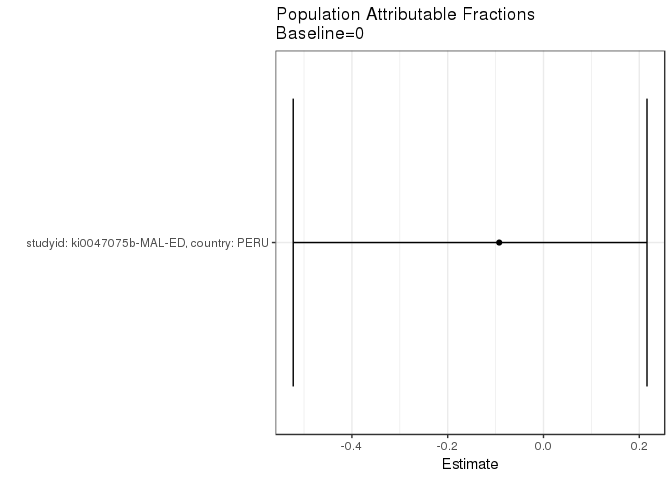 Population Attributable Fractions
Baseline=0
studyid: ki0047075b-MAL-ED, country: PERU
-0.4 -0.2 0.0 0.2
Estimate